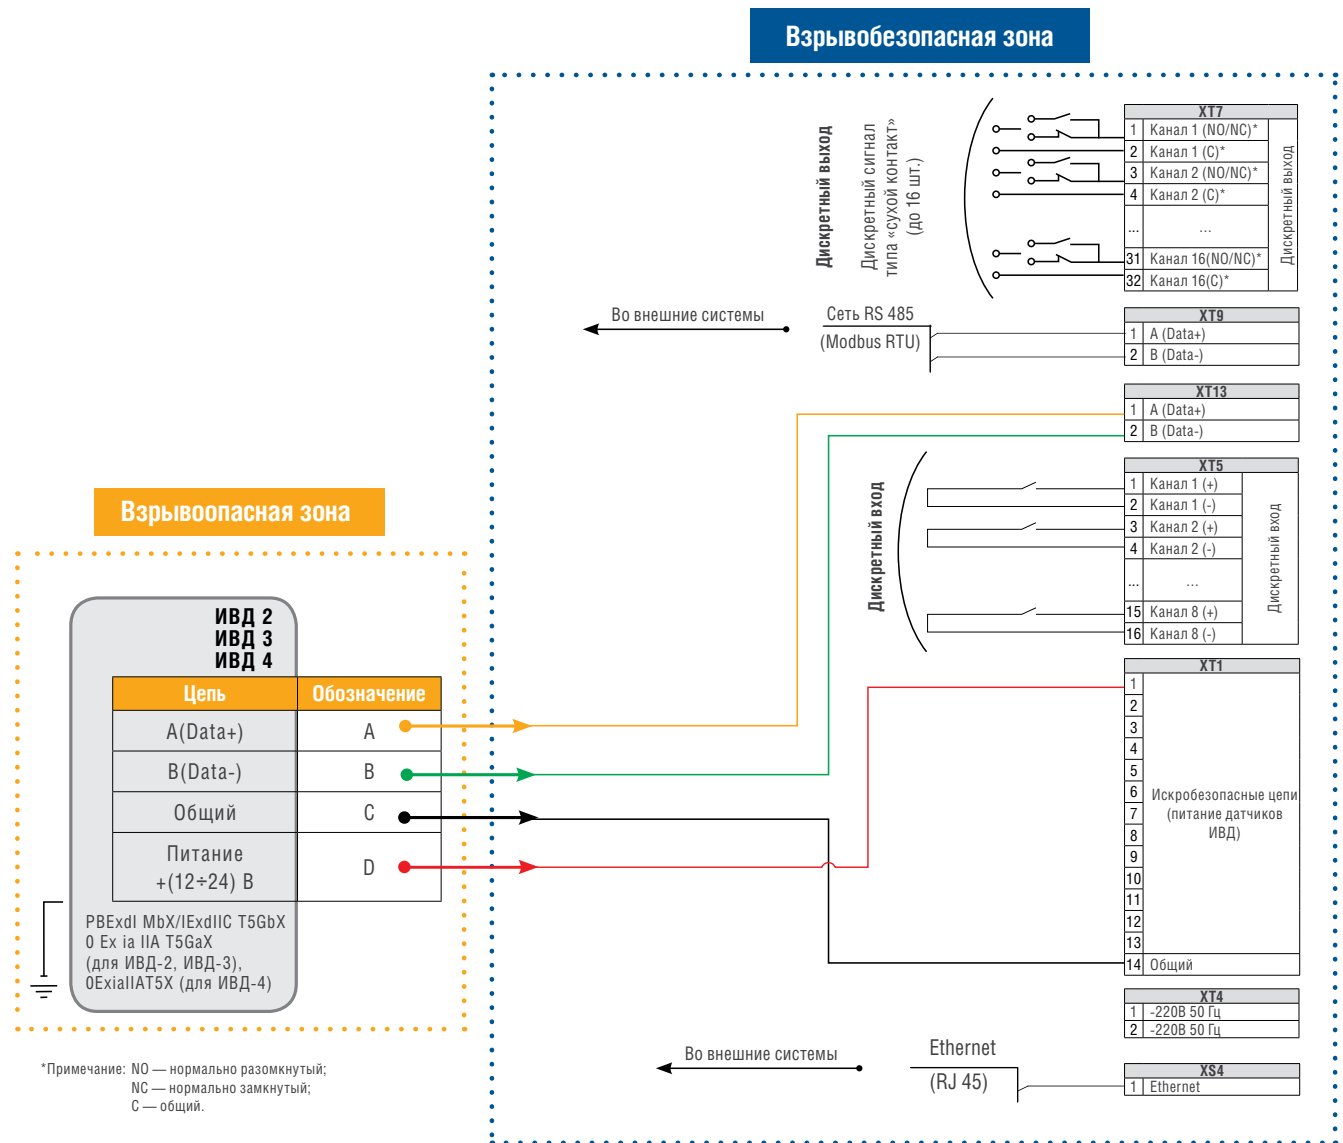 Взрывобезопасная зона
Дискретный выход
Дискретный сигнал
типа «сухой контакт»
(до 16 шт.)
XT7
1 Канал 1 (NO/NC)*
2 Канал 1 (C)*
3 Канал 2 (NO/NC)*
4 Канал 2 (C)*
... ...
31 Канал 16(NO/NC)*
32 Канал 16(C)*
Дискретный выход
Во внешние системы
Сеть RS 485
(Modbus RTU)
XT9
1 A (Data+)
2 B (Data-)
XT13
1 A (Data+)
2 B (Data-)
Дискретный вход
XT5
1 Канал 1 (+)
2 Канал 1 (-)
3 Канал 2 (+)
4 Канал 2 (-)
... ...
15 Канал 8 (+)
16 Канал 8 (-)
Дискретный вход
Взрывоопасная зона
ИВД 2
ИВД 3
ИВД 4
Цепь Обозначение
A(Data+) A
B(Data-) B
Общий C
Питание
+(12÷24) В D
PBExdI MbX/IExdIIC T5GbX
0 Ex ia IIA T5GaX
(для ИВД-2, ИВД-3),
0ExiaIIAT5X (для ИВД-4)
XT1
1
2
3
4
5
6
7
8
9
10
11
12
13
Искробезопасные цепи
(питание датчиков
ИВД)
14 Общий
XT4
1 -220В 50 Гц
2 -220В 50 Гц
Во внешние системы
Ethernet
(RJ 45)
XS4
1 Ethernet
*Примечание: NO — нормально разомкнутый;
NC — нормально замкнутый;
C — общий.